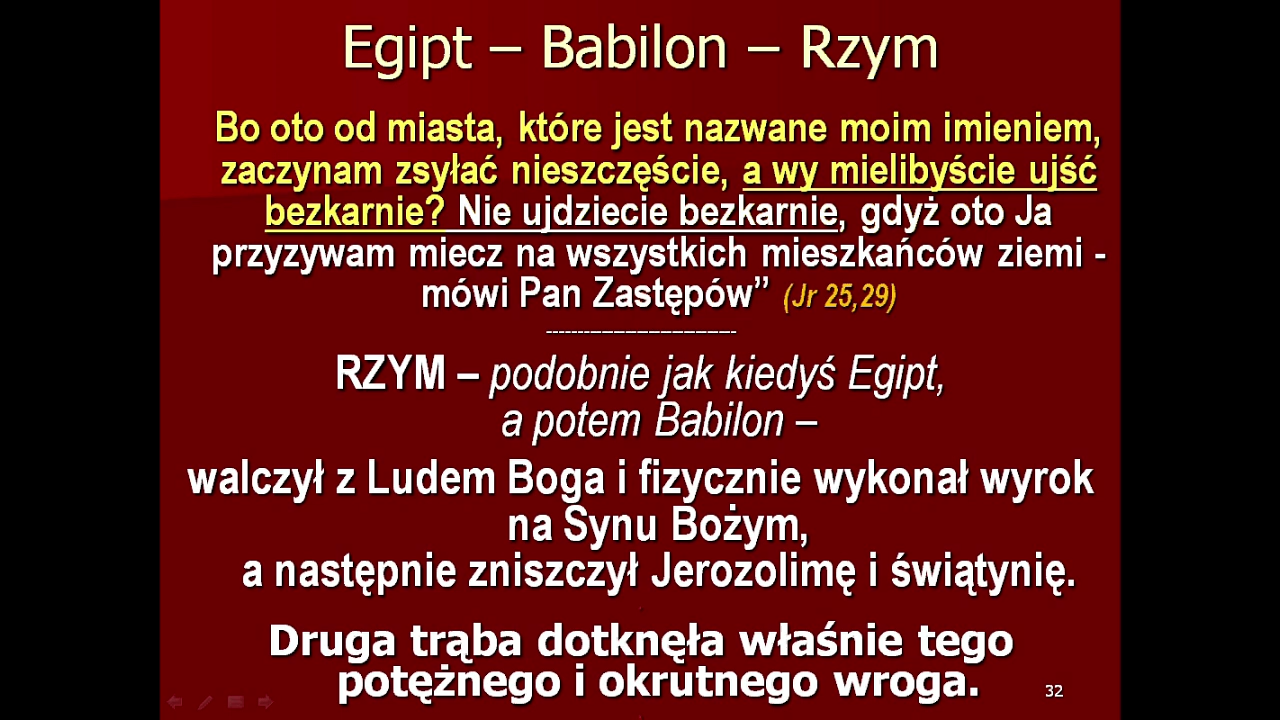 Egipt – Babilon – Rzym
Bo oto od miasta, które jest nazwane moim imieniem,
zaczynam zsyłać nieszczęście, a wy mielibyście ujść
bezkarnie? Nie ujdziecie bezkarnie, gdyż oto Ja
przyzywam miecz na wszystkich mieszkańców ziemi -
mówi Pan Zastępów” (Jr 25,29)
------------------------------
RZYM – podobnie jak kiedyś Egipt,
a potem Babilon –
walczył z Ludem Boga i fizycznie wykonał wyrok
na Synu Bożym,
a następnie zniszczył Jerozolimę i świątynię.
Druga trąba dotknęła właśnie tego
potężnego i okrutnego wroga.
32